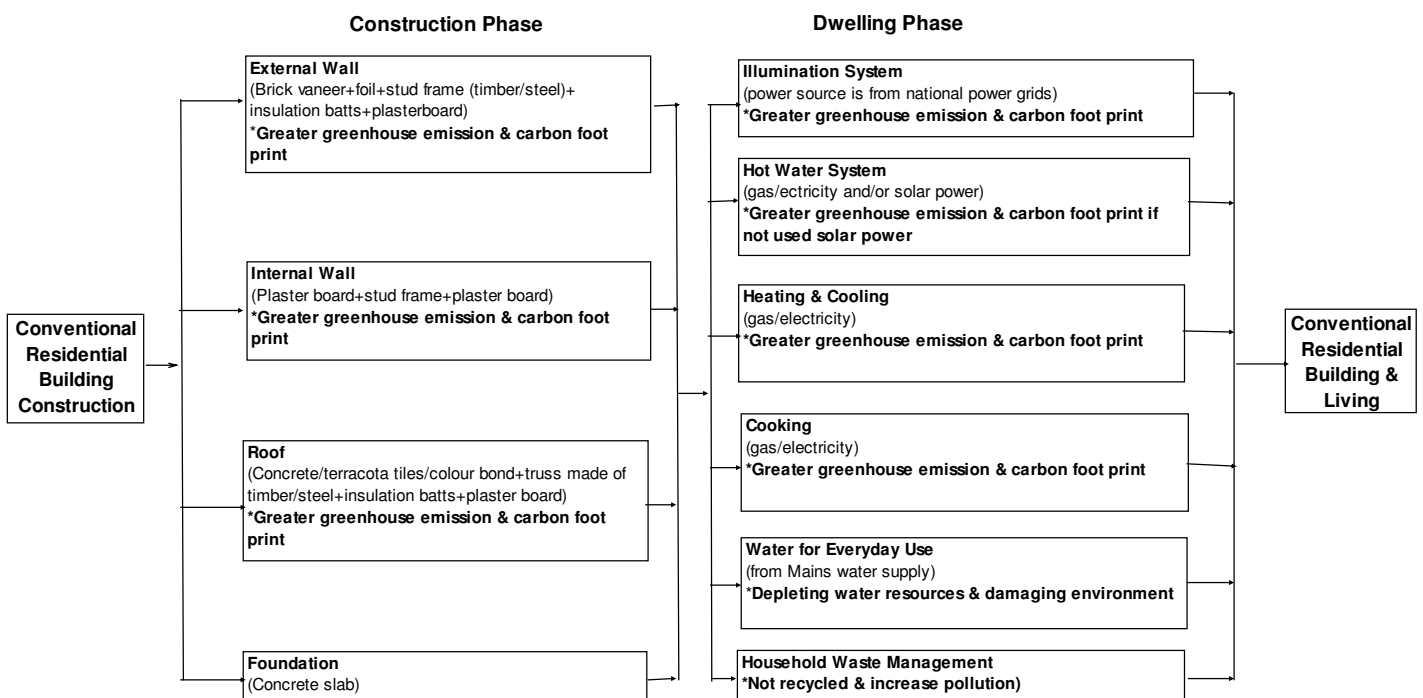 Construction Phase
Dwelling Phase
Conventional
Residential
Building
Construction
External Wall
(Brick vaneer+foil+stud frame (timber/steel)+
insulation batts+plasterboard)
*Greater greenhouse emission & carbon foot
print
Internal Wall
(Plaster board+stud frame+plaster board)
*Greater greenhouse emission & carbon foot
print
Roof
(Concrete/terracota tiles/colour bond+truss made of
timber/steel+insulation batts+plaster board)
*Greater greenhouse emission & carbon foot
print
Foundation
(Concrete slab)
Illumination System
(power source is from national power grids)
*Greater greenhouse emission & carbon foot print
Hot Water System
(gas/ectricity and/or solar power)
*Greater greenhouse emission & carbon foot print if
not used solar power
Heating & Cooling
(gas/electricity)
*Greater greenhouse emission & carbon foot print
Cooking
(gas/electricity)
*Greater greenhouse emission & carbon foot print
Water for Everyday Use
(from Mains water supply)
*Depleting water resources & damaging environment
Household Waste Management
*Not recycled & increase pollution)
Conventional
Residential
Building &
Living